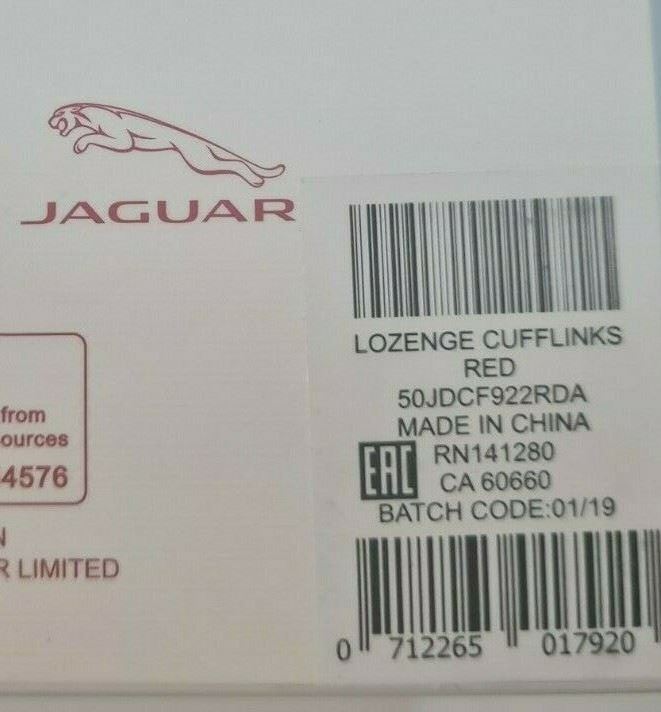 JAGUAR
from
ources
4576
N
R LIMITED
LOZENGE CUFFLINKS
RED
50JDCF922RDA
MADE IN CHINA
EAC
RN141280
CA 60660
BATCH CODE:01/19
0 712265 017920